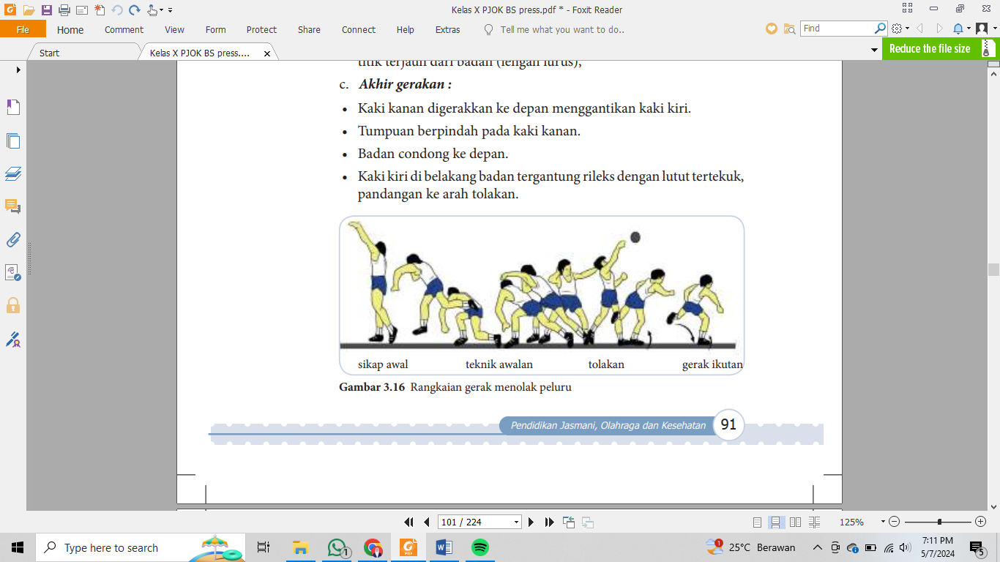 Kelas X PJOK BS press.pdf * - Foxit Reader
File Home Comment View Form Protect Share Connect Help Extras Tell me what you want to do.. Find
Start Kelas X PJOK BS press.... Reduce the file size
titik terjauh dari badan (lengan lurus),
c. Akhir gerakan :
• Kaki kanan digerakkan ke depan menggantikan kaki kiri.
• Tumpuan berpindah pada kaki kanan.
• Badan condong ke depan.
• Kaki kiri di belakang badan tergantung rileks dengan lutut tertekuk,
pandangan ke arah tolakan.
sikap awal teknik awalan tolakan gerak ikutan
Gambar 3.16 Rangkaian gerak menolak peluru
Pendidikan Jasmani, Olahraga dan Kesehatan 91
101 / 224 125%
Type here to search 25°C Berawan 7:11 PM
5/7/2024